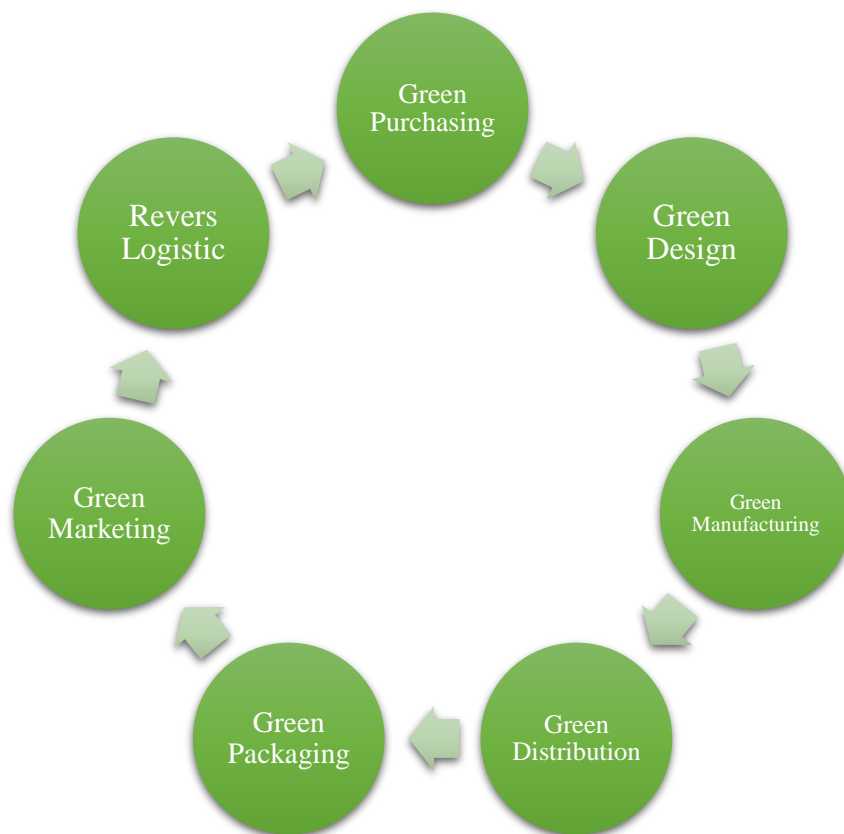 Green
Purchasing
Green
Design
Green
Manufacturing
Green
Distribution
Green
Packaging
Green
Marketing
Revers
Logistic